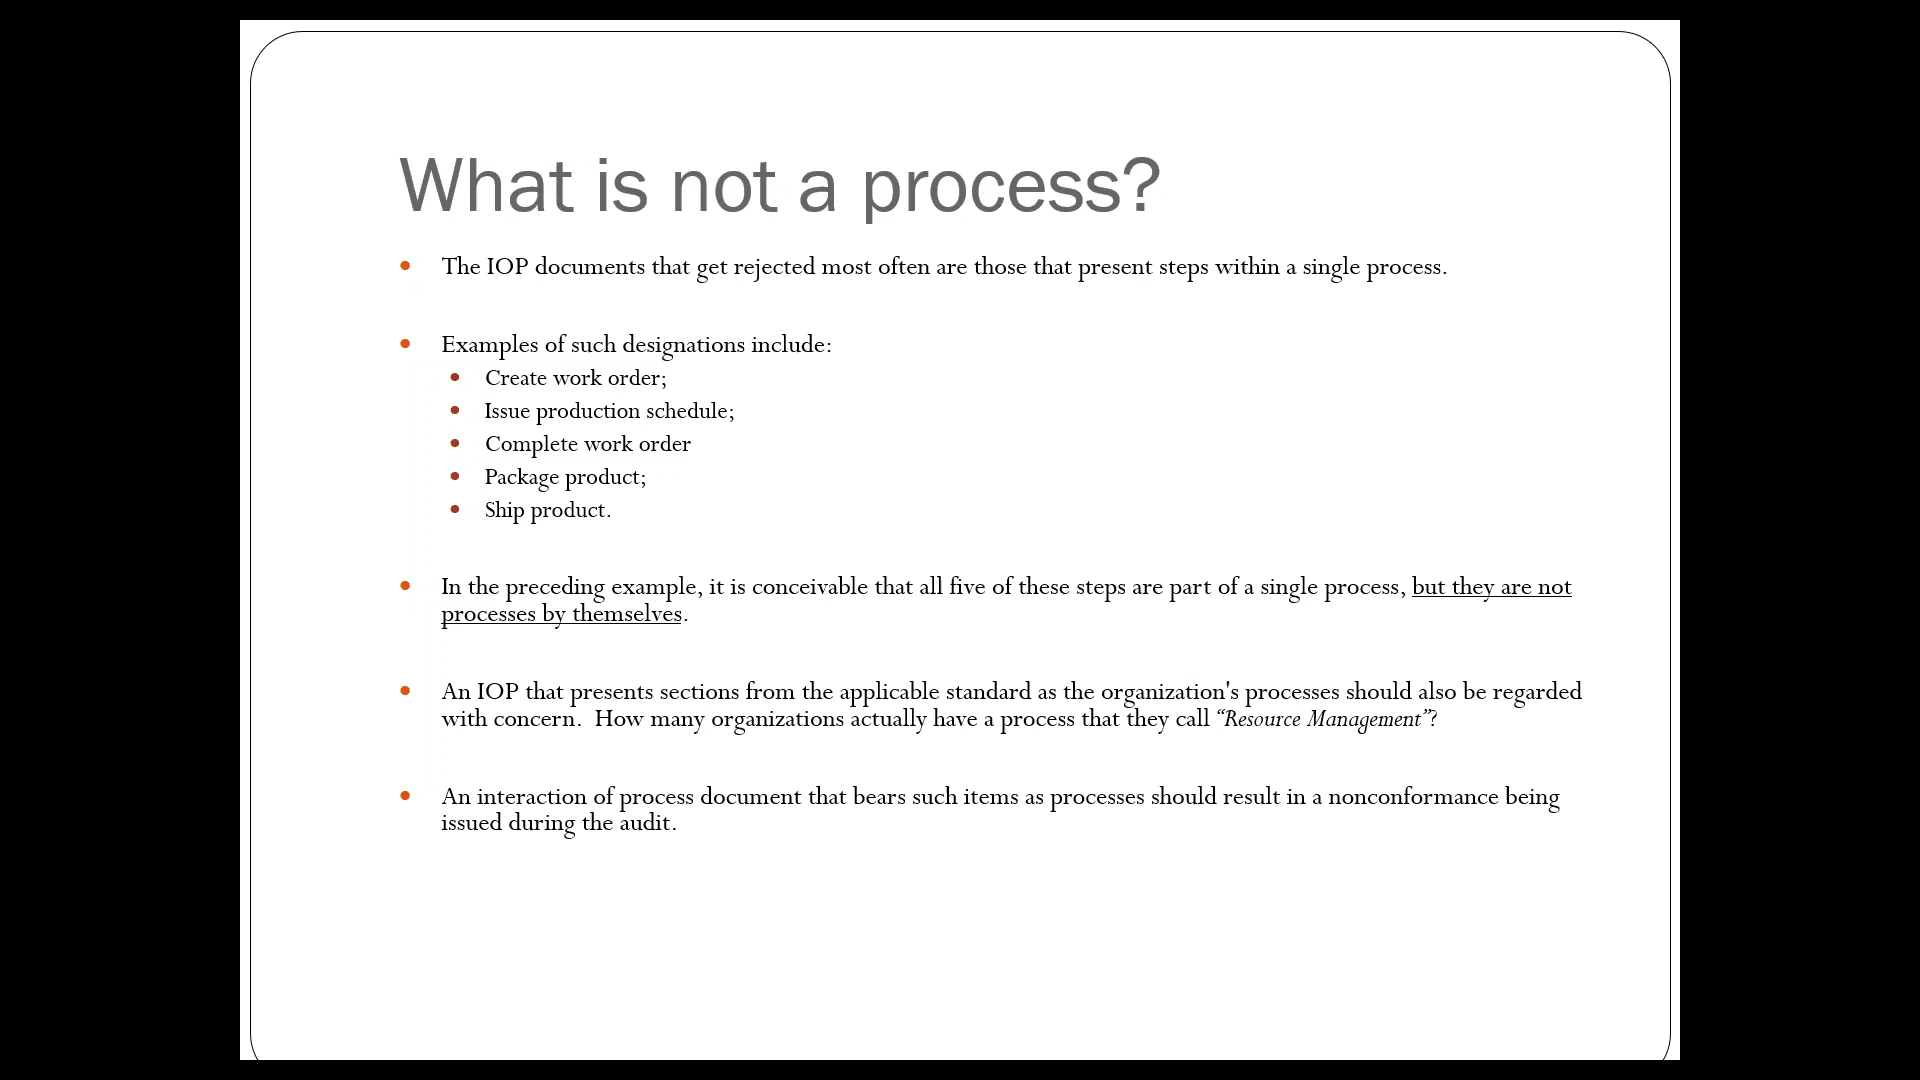 What is not a process?
• The IOP documents that get rejected most often are those that present steps within a single process.
• Examples of such designations include:
• Create work order;
• Issue production schedule;
• Complete work order
• Package product;
• Ship product.
• In the preceding example, it is conceivable that all five of these steps are part of a single process, but they are not
processes by themselves.
• An IOP that presents sections from the applicable standard as the organization's processes should also be regarded
with concern.  How many organizations actually have a process that they call “Resource Management”?
• An interaction of process document that bears such items as processes should result in a nonconformance being
issued during the audit.